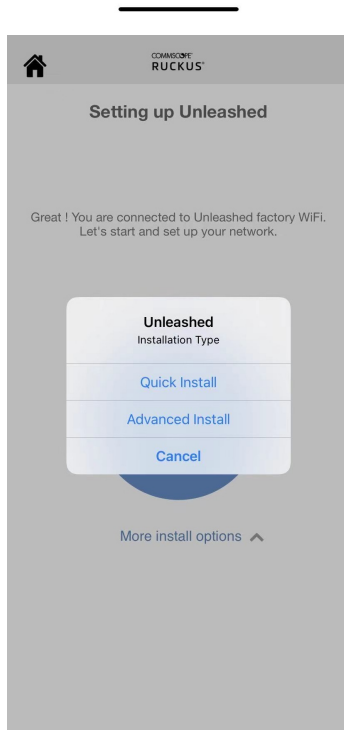 COMMSCOPE®
RUCKUS®
Setting up Unleashed
Great ! You are connected to Unleashed factory WiFi.
Let's start and set up your network.
Unleashed
Installation Type
Quick Install
Advanced Install
Cancel
More install options